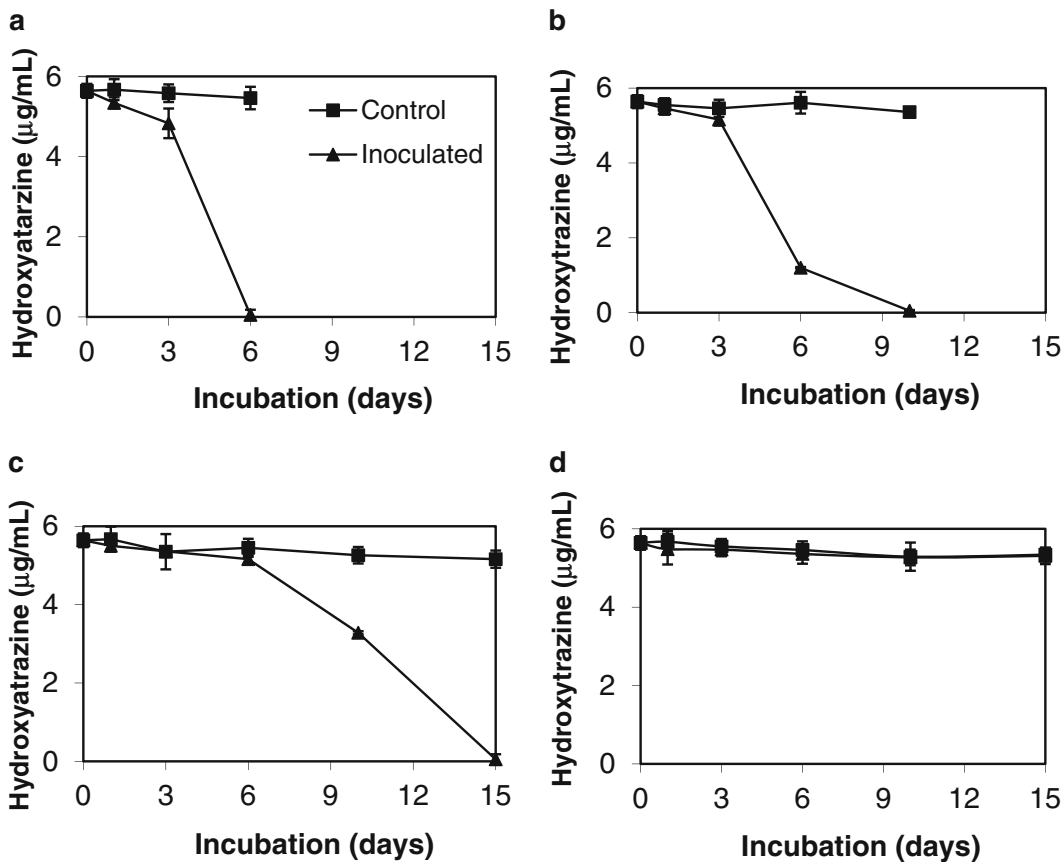 a
Hydroxyatarzine (µg/mL)
6
4
2
0
Control
Inoculated
0 3 6 9 12 15
Incubation (days)
b
Hydroxytrazine (µg/mL)
6
4
2
0
0 3 6 9 12 15
Incubation (days)
c
Hydroxyatrazine (µg/mL)
6
4
2
0
0 3 6 9 12 15
Incubation (days)
d
Hydroxytrazine (µg/mL)
6
4
2
0
0 3 6 9 12 15
Incubation (days)